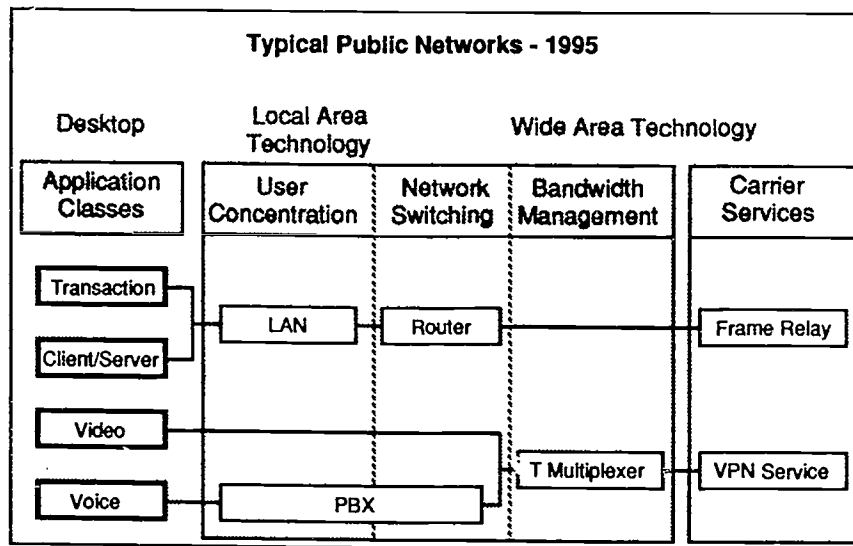 Typical Public Networks - 1995
Desktop
Local Area
Technology
Wide Area Technology
Application
Classes
User
Concentration
Network
Switching
Bandwidth
Management
Carrier
Services
Transaction
LAN
Router
Frame Relay
Client/Server
Video
T Multiplexer
VPN Service
Voice
PBX